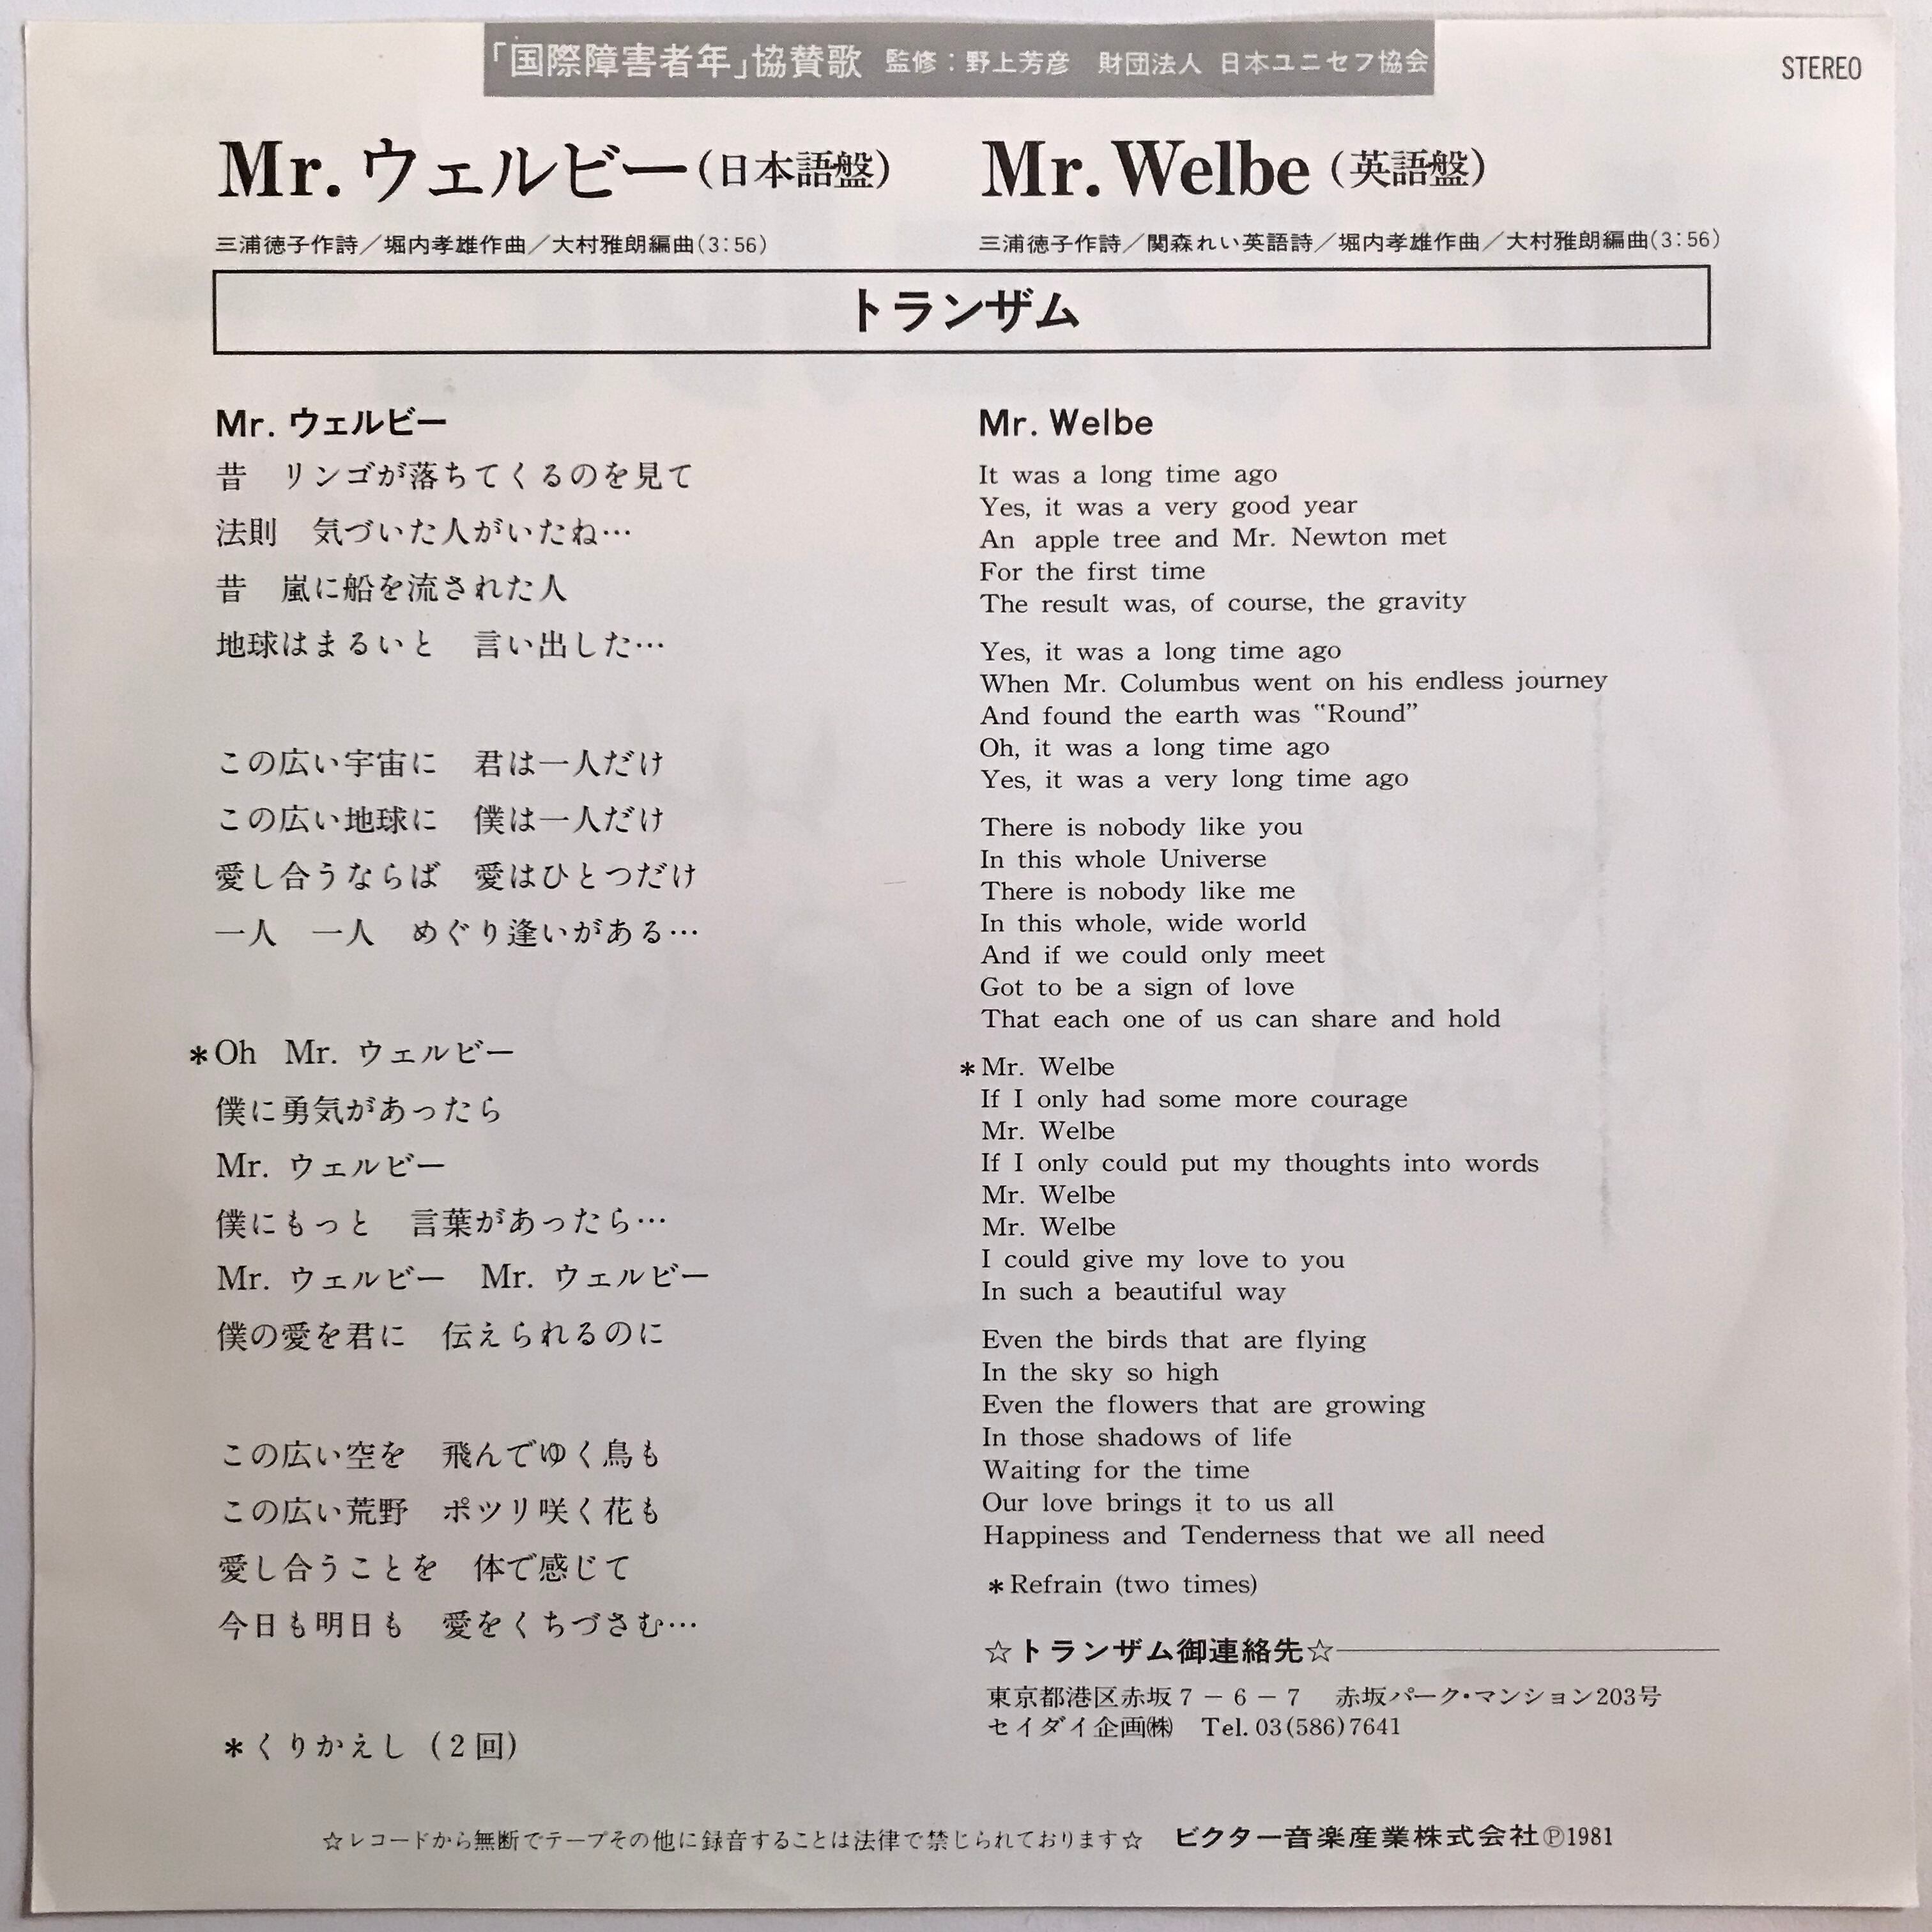 「国際障害者年」協賛歌 監修：野上芳彦 財団法人 日本ユニセフ協会
STEREO
Mr. ウェルビー(日本語盤)
三浦徳子作詩／堀内孝雄作曲／大村雅朗編曲(3:56)
Mr. Welbe (英語盤)
三浦徳子作詩／関森れい英語詩／堀内孝雄作曲／大村雅朗編曲(3:56)
トランザム
Mr. ウェルビー
昔 リンゴが落ちてくるのを見て
法則 気づいた人がいたね…
昔 嵐に船を流された人
地球はまるいと 言い出した…
この広い宇宙に 君は一人だけ
この広い地球に 僕は一人だけ
愛し合うならば 愛はひとつだけ
一人 一人 めぐり逢いがある…
＊Oh Mr. ウェルビー
僕に勇気があったら
Mr. ウェルビー
僕にもっと 言葉があったら…
Mr. ウェルビー Mr. ウェルビー
僕の愛を君に 伝えられるのに
この広い空を 飛んでゆく鳥も
この広い荒野 ポツリ咲く花も
愛し合うことを 体で感じて
今日も明日も 愛をくちづさむ…
＊くりかえし (2回)
Mr. Welbe
It was a long time ago
Yes, it was a very good year
An apple tree and Mr. Newton met
For the first time
The result was, of course, the gravity
Yes, it was a long time ago
When Mr. Columbus went on his endless journey
And found the earth was “Round”
Oh, it was a long time ago
Yes, it was a very long time ago
There is nobody like you
In this whole Universe
There is nobody like me
In this whole, wide world
And if we could only meet
Got to be a sign of love
That each one of us can share and hold
＊Mr. Welbe
If I only had some more courage
Mr. Welbe
If I only could put my thoughts into words
Mr. Welbe
Mr. Welbe
I could give my love to you
In such a beautiful way
Even the birds that are flying
In the sky so high
Even the flowers that are growing
In those shadows of life
Waiting for the time
Our love brings it to us all
Happiness and Tenderness that we all need
＊Refrain (two times)
☆トランザム御連絡先☆
東京都港区赤坂7－6－7 赤坂パーク・マンション203号
セイダイ企画㈱ Tel. 03(586)7641
☆レコードから無断でテープその他に録音することは法律で禁じられております☆ ビクター音楽産業株式会社Ⓟ1981